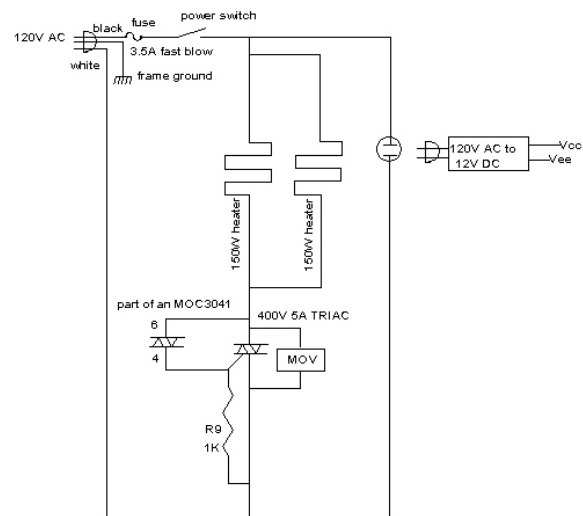 power switch
fuse
black
120V AC
3.5A fast blow
white
frame ground
120V AC to
12V DC
Vcc
Vee
150W heater
150W heater
part of an MOC3041
400V 5A TRIAC
6
4
MOV
R9
1K